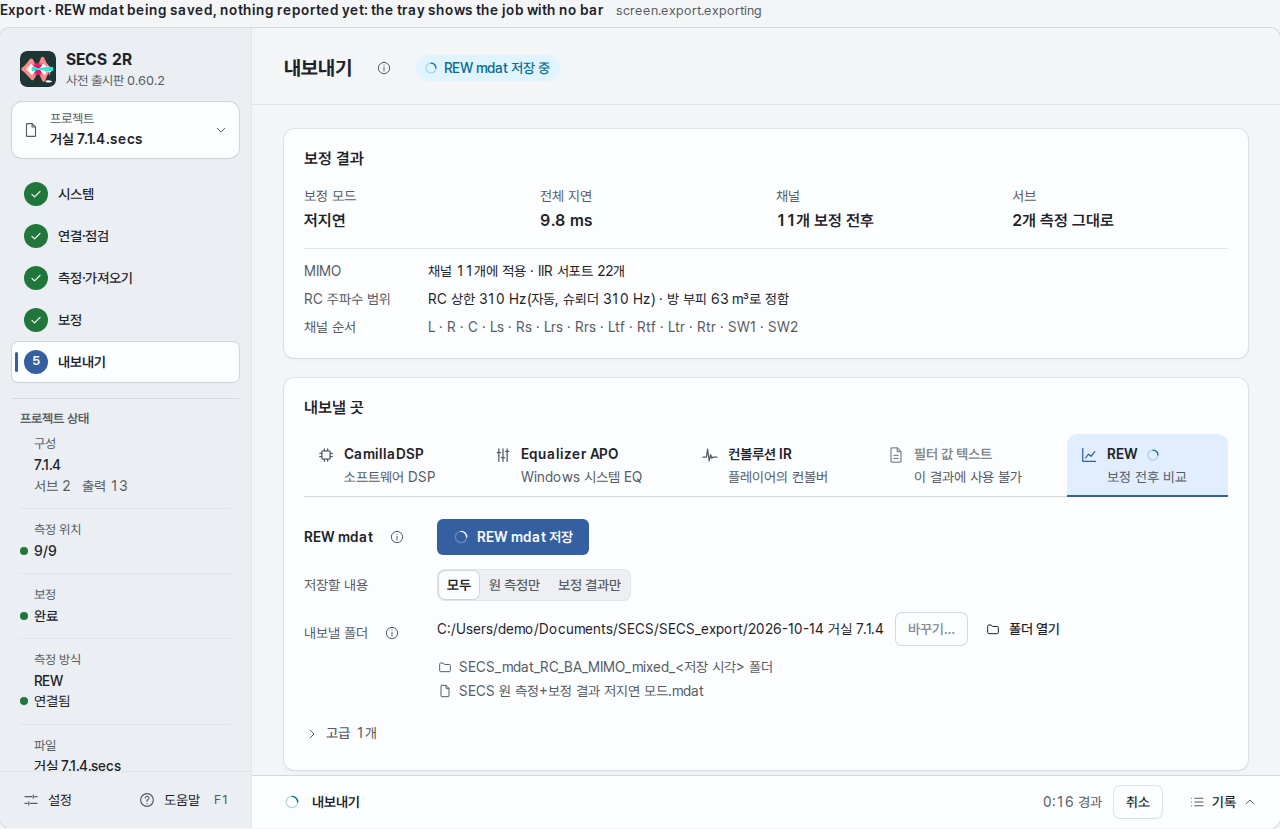 Export · REW mdat being saved, nothing reported yet: the tray shows the job with no bar screen.export.exporting
SECS 2R
사전 출시판 0.60.2
프로젝트
거실 7.1.4.secs
시스템
연결·점검
측정·가져오기
보정
5 내보내기
프로젝트 상태
구성
7.1.4
서브 2 출력 13
측정 위치
9/9
보정
완료
측정 방식
REW
연결됨
파일
거실 7.1.4.secs
설정 도움말 F1
내보내기 REW mdat 저장 중
보정 결과
보정 모드 전체 지연 채널 서브
저지연 9.8 ms 11개 보정 전후 2개 측정 그대로
MIMO 채널 11개에 적용 · IIR 서포트 22개
RC 주파수 범위 RC 상한 310 Hz(자동, 슈뢰더 310 Hz) · 방 부피 63 m³로 정합
채널 순서 L · R · C · Ls · Rs · Lrs · Rrs · Ltf · Rtf · Ltr · Rtr · SW1 · SW2
내보낼 곳
CamillaDSP Equalizer APO 컨볼루션 IR 필터 값 텍스트 REW
소프트웨어 DSP Windows 시스템 EQ 플레이어의 컨볼버 이 결과에 사용 불가 보정 전후 비교
REW mdat REW mdat 저장
저장할 내용 모두 원 측정만 보정 결과만
내보낼 폴더 C:/Users/demo/Documents/SECS/SECS_export/2026-10-14 거실 7.1.4 바꾸기... 폴더 열기
SECS_mdat_RC_BA_MIMO_mixed_<저장 시각> 폴더
SECS 원 측정+보정 결과 저지연 모드.mdat
고급 1개
내보내기 0:16 경과 취소 기록